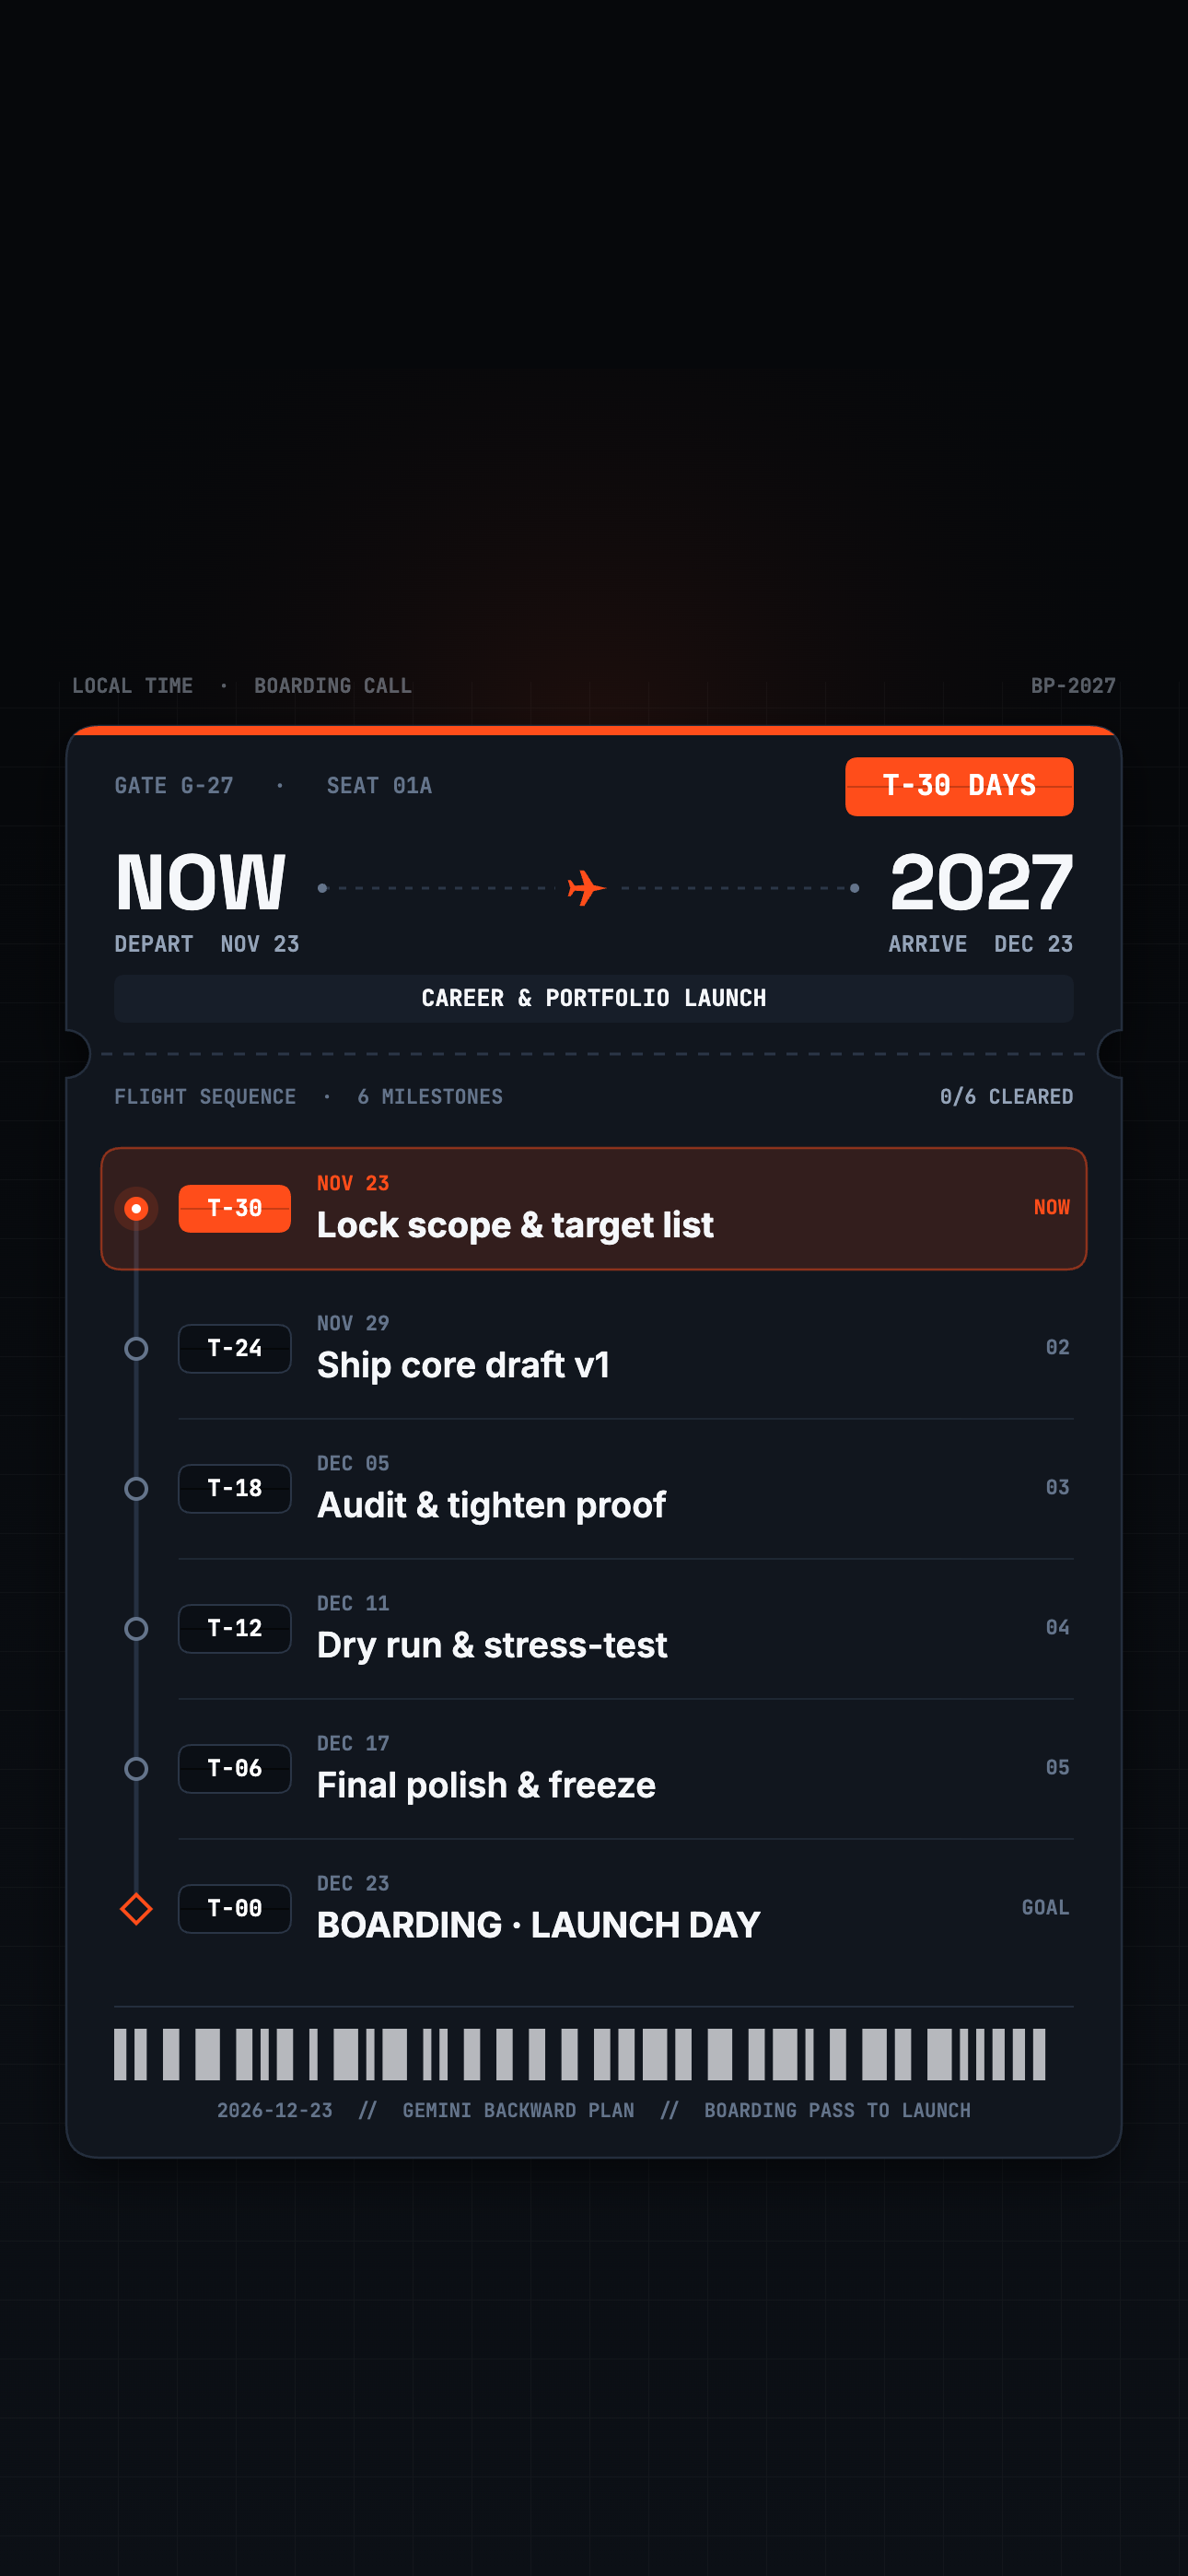 LOCAL TIME · BOARDING CALL BP-2027
GATE G-27 · SEAT 01A T-30 DAYS
NOW 2027
DEPART NOV 23 ARRIVE DEC 23
CAREER & PORTFOLIO LAUNCH
FLIGHT SEQUENCE · 6 MILESTONES 0/6 CLEARED
NOV 23
T-30 Lock scope & target list NOW
NOV 29
T-24 Ship core draft v1 02
DEC 05
T-18 Audit & tighten proof 03
DEC 11
T-12 Dry run & stress-test 04
DEC 17
T-06 Final polish & freeze 05
DEC 23
T-00 BOARDING · LAUNCH DAY GOAL
2026-12-23 // GEMINI BACKWARD PLAN // BOARDING PASS TO LAUNCH